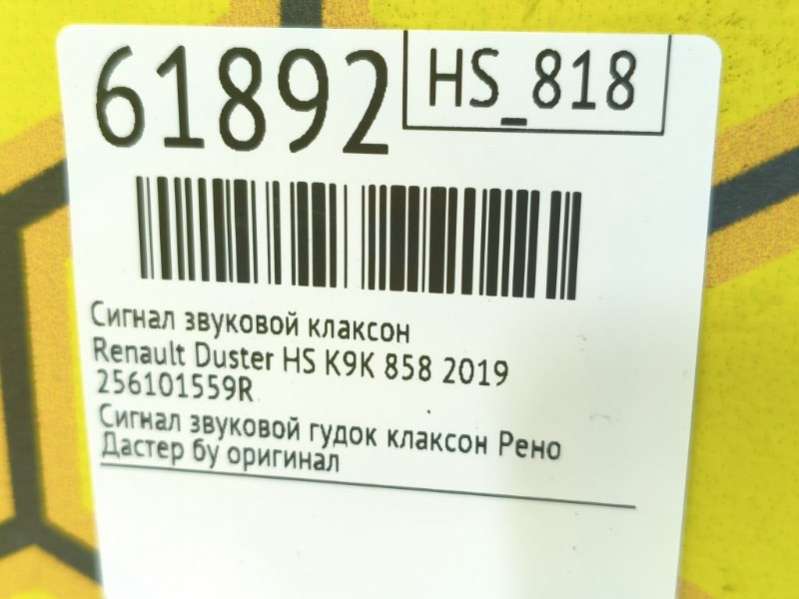 61892
HS_818
Сигнал звуковой клаксон
Renault Duster HS K9K 858 2019
256101559R
Сигнал звуковой гудок клаксон Рено
Дастер бу оригинал